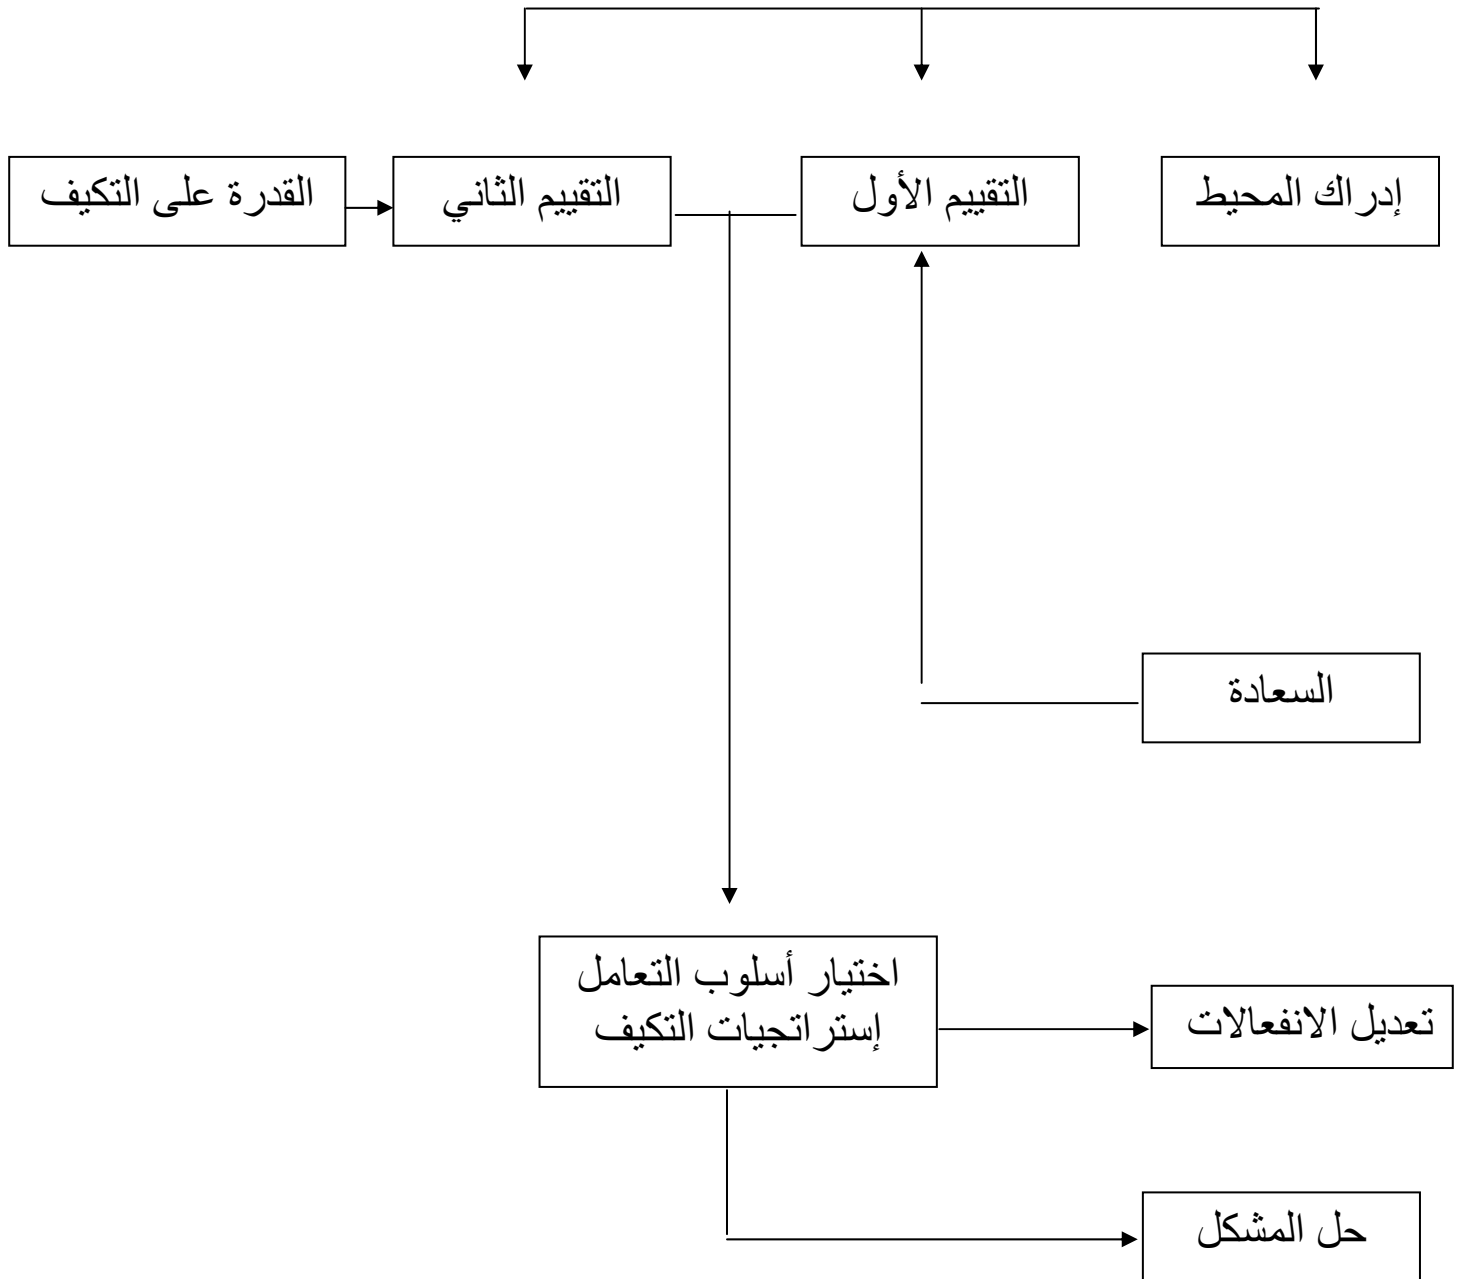 إدراك المحيط
التقييم الأول
التقييم الثاني
القدرة على التكيف
السعادة
اختيار أسلوب التعامل
إستراتجيات التكيف
تعديل الانفعالات
حل المشكل